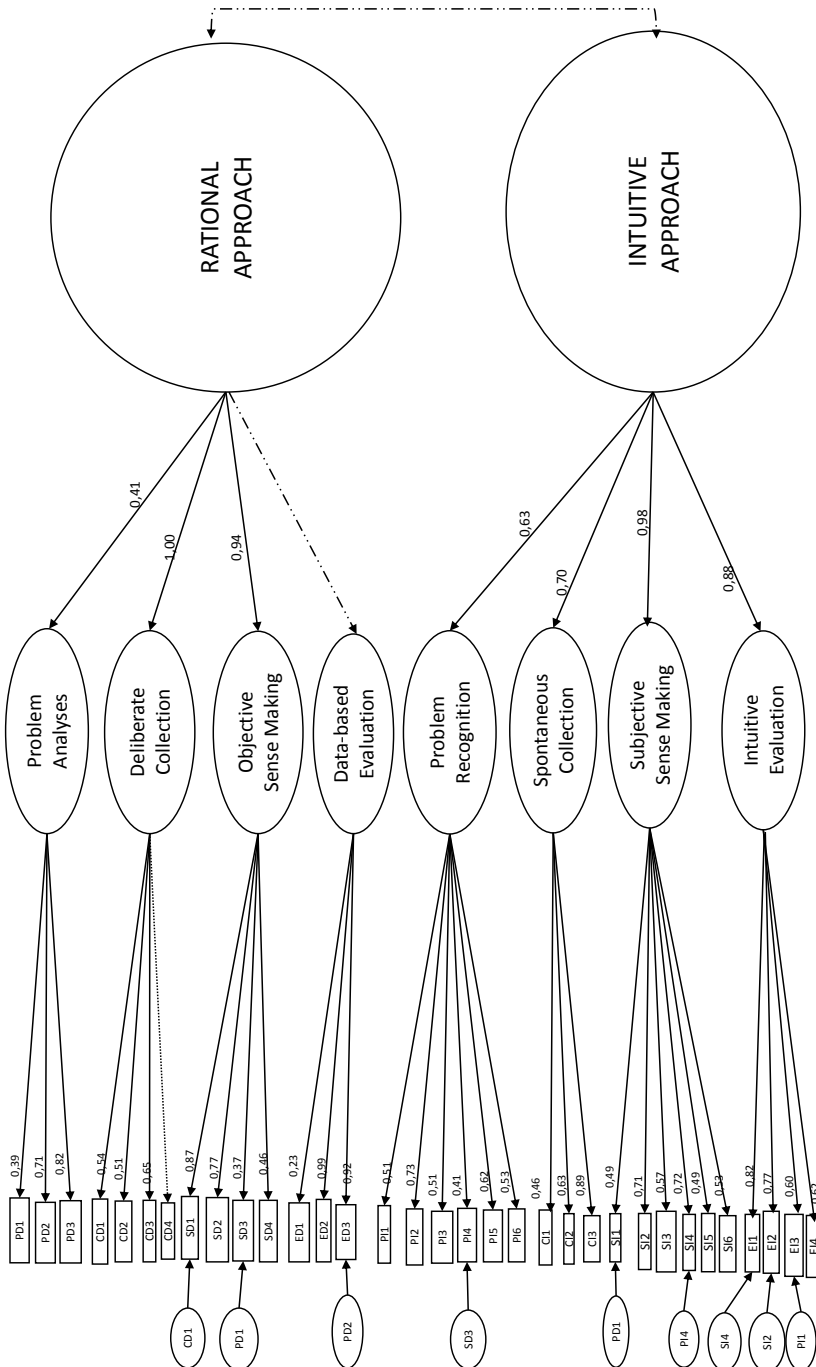 RATIONAL
APPROACH
INTUITIVE
APPROACH
0,41
1,00
0,94
0,63
0,70
0,98
0,88
Problem
Analyses
Deliberate
Collection
Objective
Sense Making
Data-based
Evaluation
Problem
Recognition
Spontaneous
Collection
Subjective
Sense Making
Intuitive
Evaluation
0,39
0,71
0,82
0,54
0,51
0,65
0,87
0,77
0,37
0,46
0,23
0,99
0,92
0,51
0,73
0,51
0,41
0,62
0,53
0,46
0,63
0,89
0,49
0,71
0,57
0,72
0,49
0,53
0,82
0,77
0,60
0,62
PD1
PD2
PD3
CD1
CD2
CD3
CD4
SD1
SD2
SD3
SD4
ED1
ED2
ED3
PI1
PI2
PI3
PI4
PI5
PI6
CI1
CI2
CI3
SI1
SI2
SI3
SI4
SI5
SI6
EI1
EI2
EI3
EI4
CD1
PD1
PD2
SD3
PD1
PI4
SI4
SI2
PI1